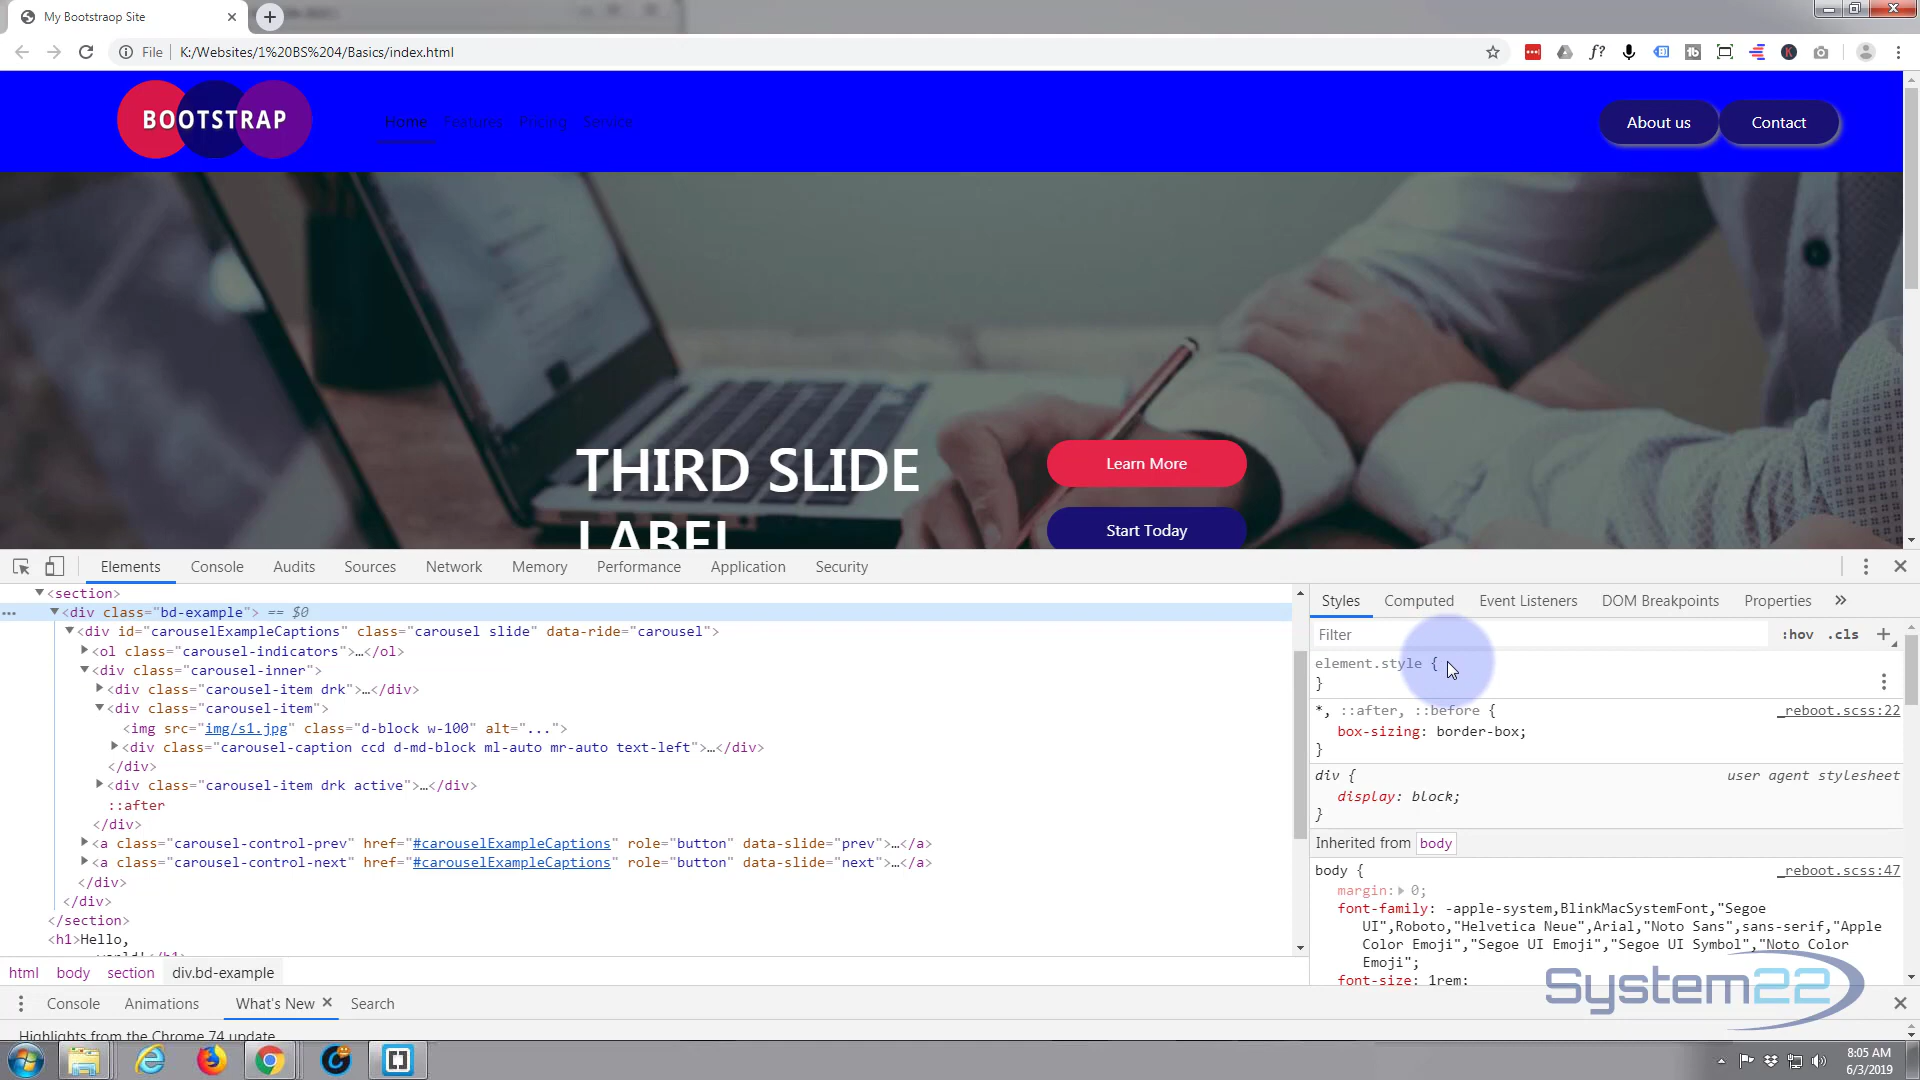 My Bootstraop Site
File K:/Websites/1%20BS%204/Basics/index.html
BOOTSTRAP
Home Features Pricing Service
About us Contact
THIRD SLIDE
LABEL
Learn More
Start Today
Elements Console Audits Sources Network Memory Performance Application Security
▼<section>
▼<div class="bd-example"> == $0
▼<div id="carouselExampleCaptions" class="carousel slide" data-ride="carousel">
▶<ol class="carousel-indicators">…</ol>
▼<div class="carousel-inner">
▶<div class="carousel-item drk">…</div>
▼<div class="carousel-item">
<img src="img/s1.jpg" class="d-block w-100" alt="...">
▶<div class="carousel-caption ccd d-md-block ml-auto mr-auto text-left">…</div>
</div>
▶<div class="carousel-item drk active">…</div>
::after
</div>
▶<a class="carousel-control-prev" href="#carouselExampleCaptions" role="button" data-slide="prev">…</a>
▶<a class="carousel-control-next" href="#carouselExampleCaptions" role="button" data-slide="next">…</a>
</div>
</div>
</section>
<h1>Hello,
world!</h1>
html body section div.bd-example
Styles Computed Event Listeners DOM Breakpoints Properties »
Filter :hov .cls +
element.style {
}
*, ::after, ::before { _reboot.scss:22
box-sizing: border-box;
}
div { user agent stylesheet
display: block;
}
Inherited from body
body { _reboot.scss:47
margin:▶ 0;
font-family: -apple-system,BlinkMacSystemFont,"Segoe
UI",Roboto,"Helvetica Neue",Arial,"Noto Sans",sans-serif,"Apple
Color Emoji","Segoe UI Emoji","Segoe UI Symbol","Noto Color
Emoji";
font-size: 1rem;
System22
Console Animations What's New × Search
Highlights from the Chrome 74 update
8:05 AM
6/3/2019